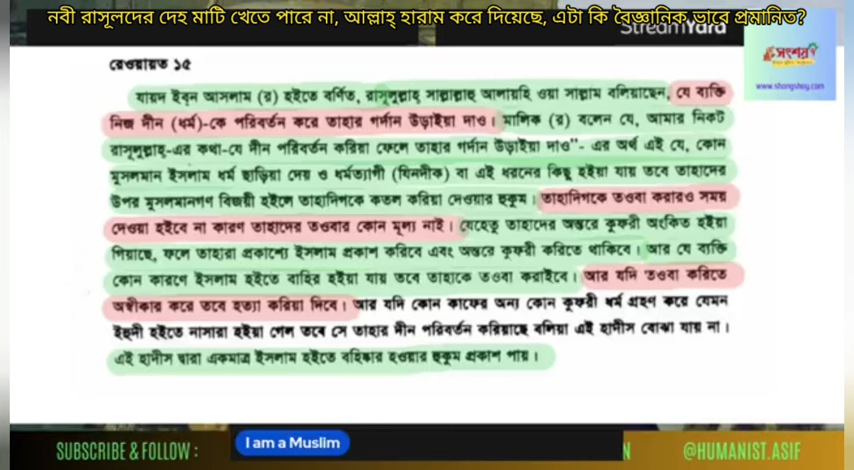 নবী রাসূলদের দেহ মাটি খেতে পারে না, আল্লাহ্ হারাম করে দিয়েছে, এটা কি বৈজ্ঞানিক ভাবে প্রমানিত?
StreamYard
সংশয়
www.shongshoy.com
রেওয়ায়ত ১৫
যায়দ ইবন আসলাম (র) হইতে বর্ণিত, রাসূলুল্লাহ্ সাল্লাল্লাহু আলায়হি ওয়া সাল্লাম বলিয়াছেন, যে ব্যক্তি
নিজ দীন (ধর্ম)-কে পরিবর্তন করে তাহার গর্দান উড়াইয়া দাও। মালিক (র) বলেন যে, আমার নিকট
রাসূলুল্লাহ্-এর কথা-যে দীন পরিবর্তন করিয়া ফেলে তাহার গর্দান উড়াইয়া দাও"- এর অর্থ এই যে, কোন
মুসলমান ইসলাম ধর্ম ছাড়িয়া দেয় ও ধর্মত্যাগী (যিনদীক) বা এই ধরনের কিছু হইয়া যায় তবে তাহাদের
উপর মুসলমানগণ বিজয়ী হইলে তাহাদিগকে কতল করিয়া দেওয়ার হুকুম। তাহাদিগকে তওবা করারও সময়
দেওয়া হইবে না কারণ তাহাদের তওবার কোন মূল্য নাই। যেহেতু তাহাদের অন্তরে কুফরী অংকিত হইয়া
গিয়াছে, ফলে তাহারা প্রকাশ্যে ইসলাম প্রকাশ করিবে এবং অন্তরে কুফরী করিতে থাকিবে। আর যে ব্যক্তি
কোন কারণে ইসলাম হইতে বাহির হইয়া যায় তবে তাহাকে তওবা করাইবে। আর যদি তওবা করিতে
অস্বীকার করে তবে হত্যা করিয়া দিবে। আর যদি কোন কাফের অন্য কোন কুফরী ধর্ম গ্রহণ করে যেমন
ইহুদী হইতে নাসারা হইয়া গেল তবে সে তাহার দীন পরিবর্তন করিয়াছে বলিয়া এই হাদীস বোঝা যায় না।
এই হাদীস দ্বারা একমাত্র ইসলাম হইতে বহিষ্কার হওয়ার হুকুম প্রকাশ পায়।
SUBSCRIBE & FOLLOW : I am a Muslim N @HUMANIST.ASIF